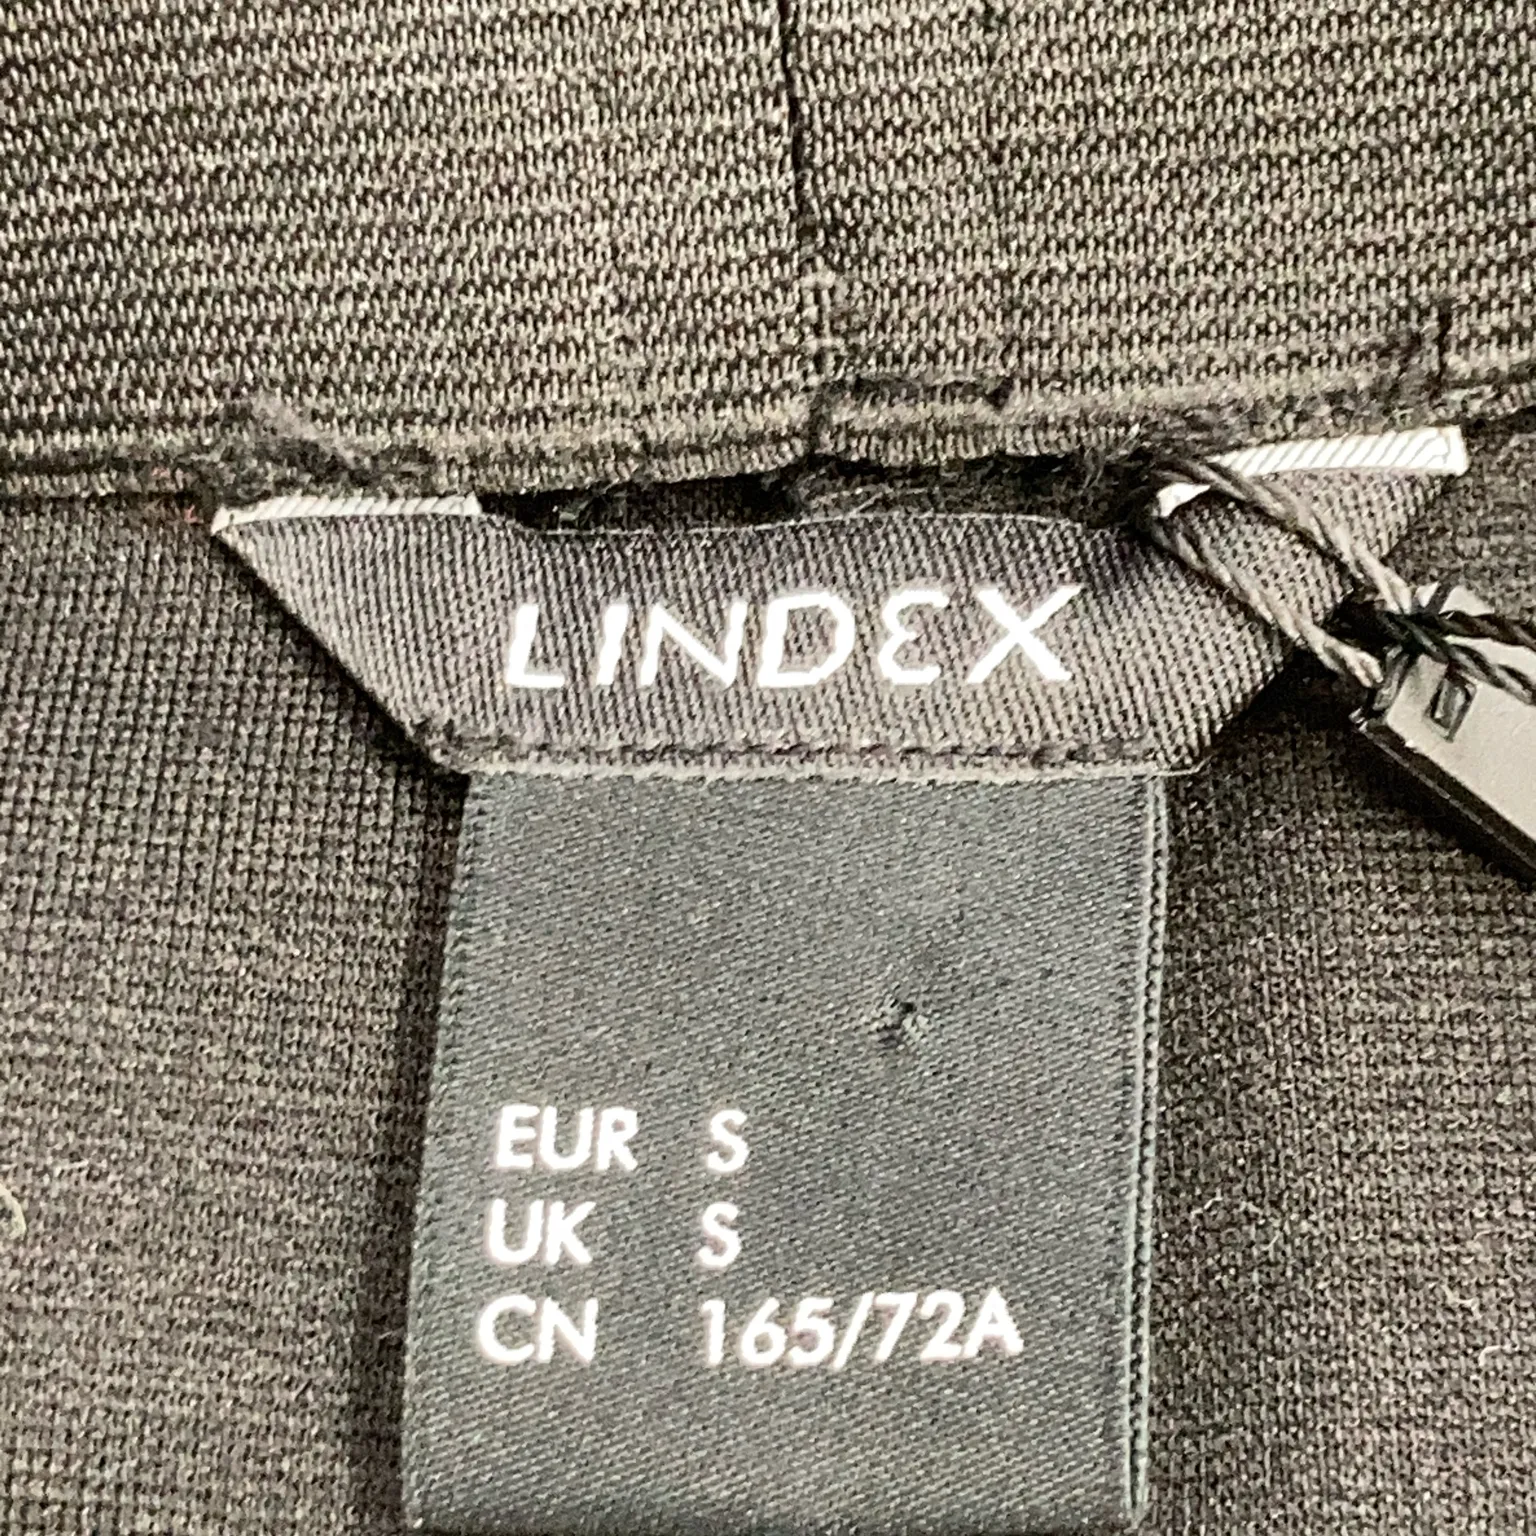 LINDEX
EUR S
UK S
CN 165/72A